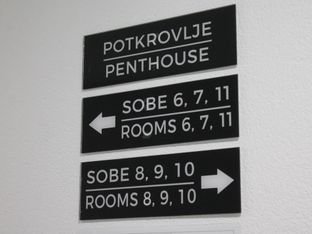 POTKROVLJE
PENTHOUSE
SOBE 6, 7, 11
ROOMS 6, 7, 11
SOBE 8, 9, 10
ROOMS 8, 9, 10